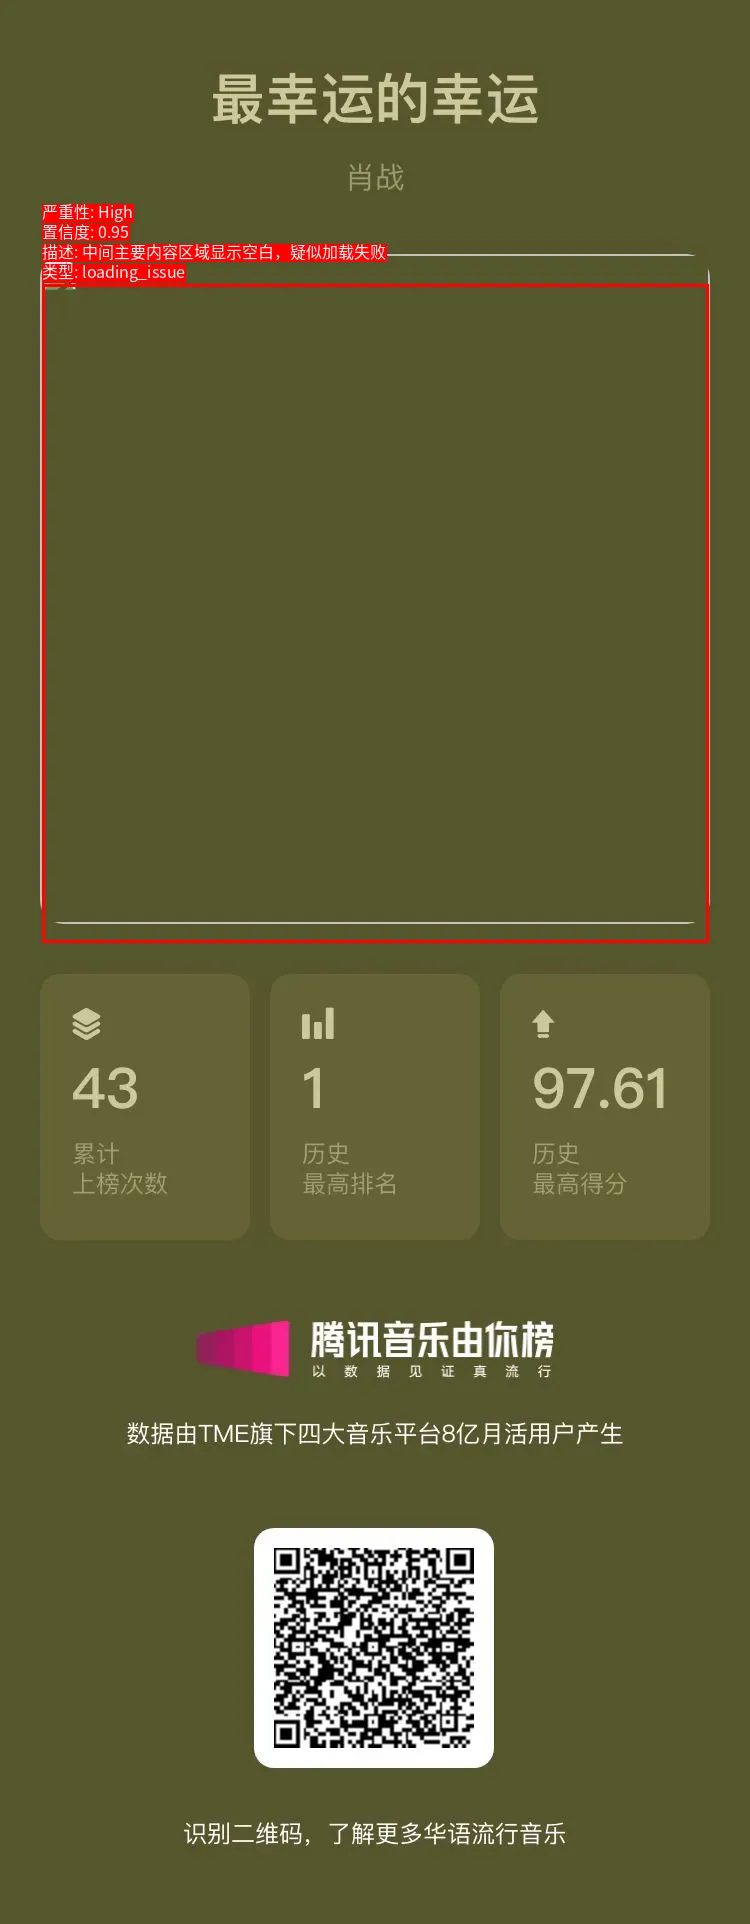 最幸运的幸运
肖战
严重性: High
置信度: 0.95
描述: 中间主要内容区域显示空白，疑似加载失败
类型: loading_issue
43
累计
上榜次数
1
历史
最高排名
97.61
历史
最高得分
腾讯音乐由你榜
以数据见证真流行
数据由TME旗下四大音乐平台8亿月活用户产生
识别二维码，了解更多华语流行音乐